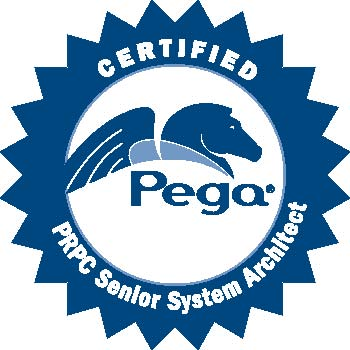 CERTIFIED
Pega®
PRPC Senior System Architect